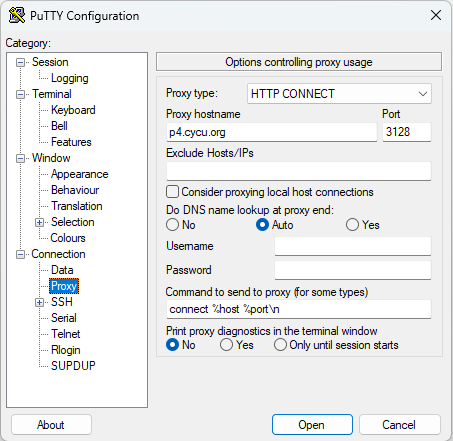 PuTTY Configuration
Category:
Session
Logging
Terminal
Keyboard
Bell
Features
Window
Appearance
Behaviour
Translation
Selection
Colours
Connection
Data
Proxy
SSH
Serial
Telnet
Rlogin
SUPDUP
Options controlling proxy usage
Proxy type:
HTTP CONNECT
Proxy hostname
Port
p4.cycu.org
3128
Exclude Hosts/IPs
Consider proxying local host connections
Do DNS name lookup at proxy end:
No
Auto
Yes
Username
Password
Command to send to proxy (for some types)
connect %host %port\n
Print proxy diagnostics in the terminal window
No
Yes
Only until session starts
About
Open
Cancel